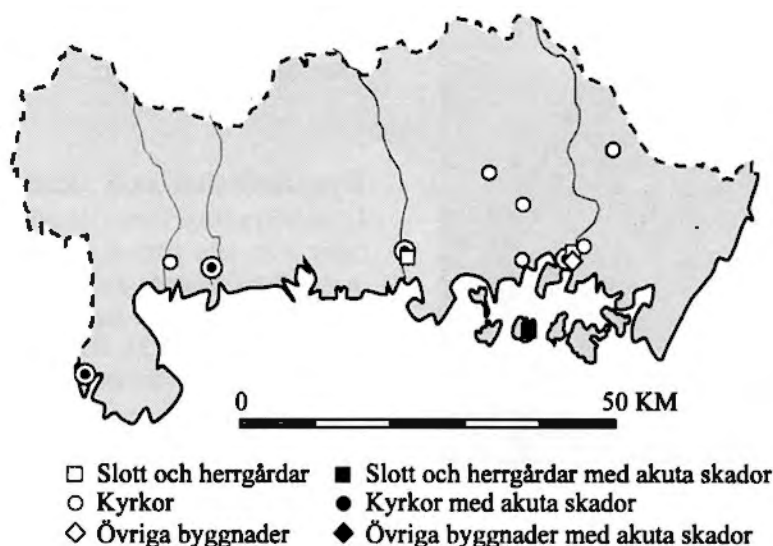 0 50 KM
Slott och herrgårdar Slott och herrgårdar med akuta skador
Kyrkor Kyrkor med akuta skador
Övriga byggnader Övriga byggnader med akuta skador